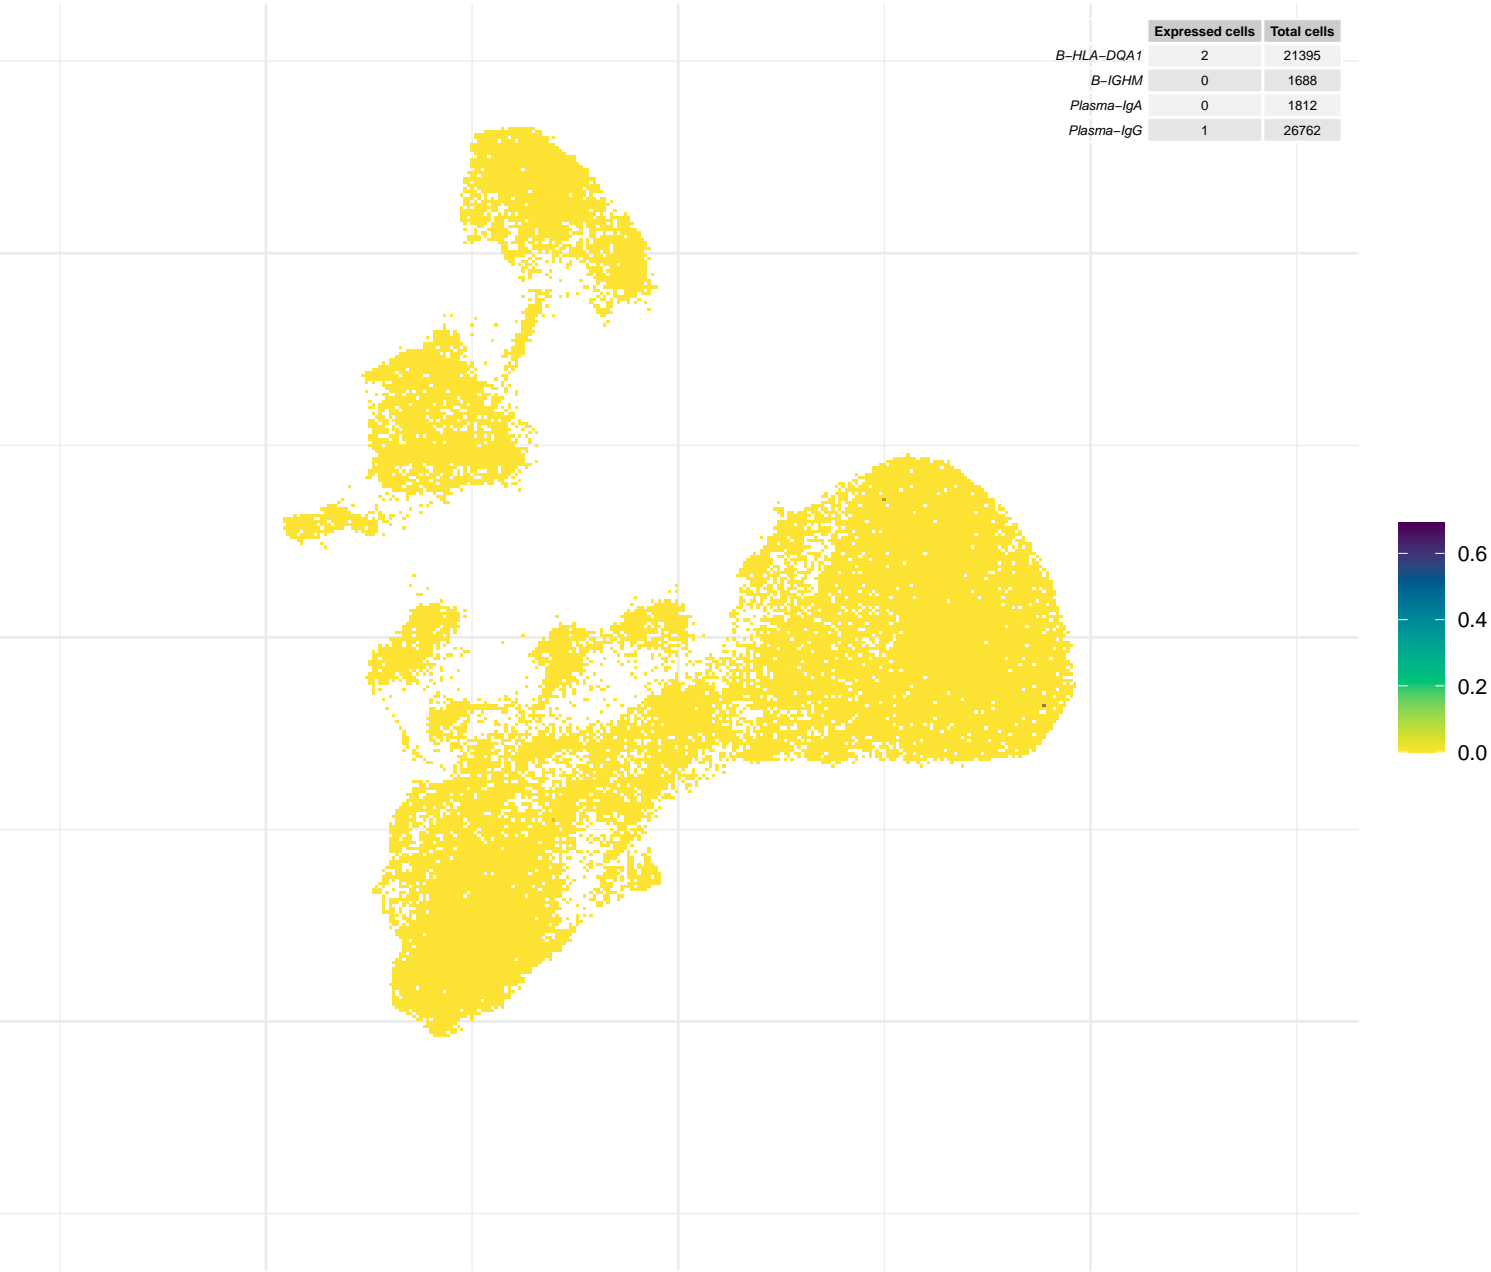 Expressed cells Total cells
B−HLA−DQA1 2 21395
B−IGHM 0 1688
Plasma−IgA 0 1812
Plasma−IgG 1 26762
0.6
0.4
0.2
0.0